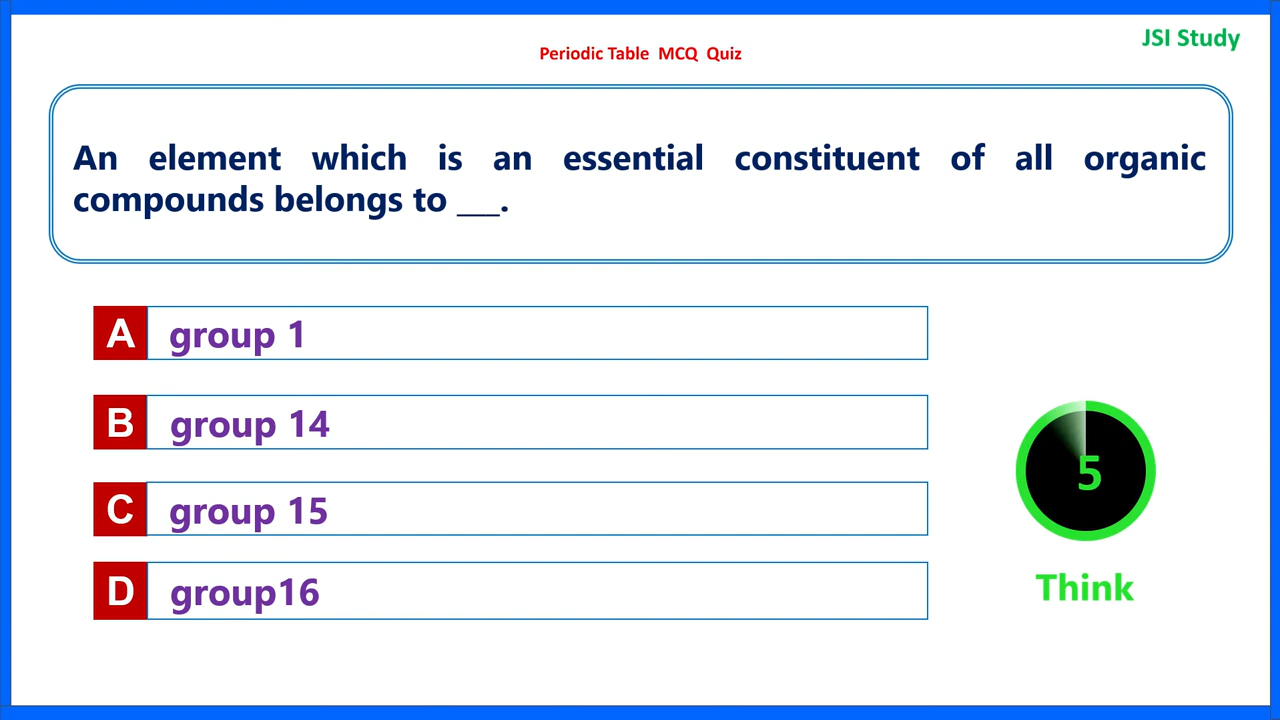 JSI Study
Periodic Table MCQ Quiz
An element which is an essential constituent of all organic
compounds belongs to ___.
A group 1
B group 14
C group 15
D group16
5
Think